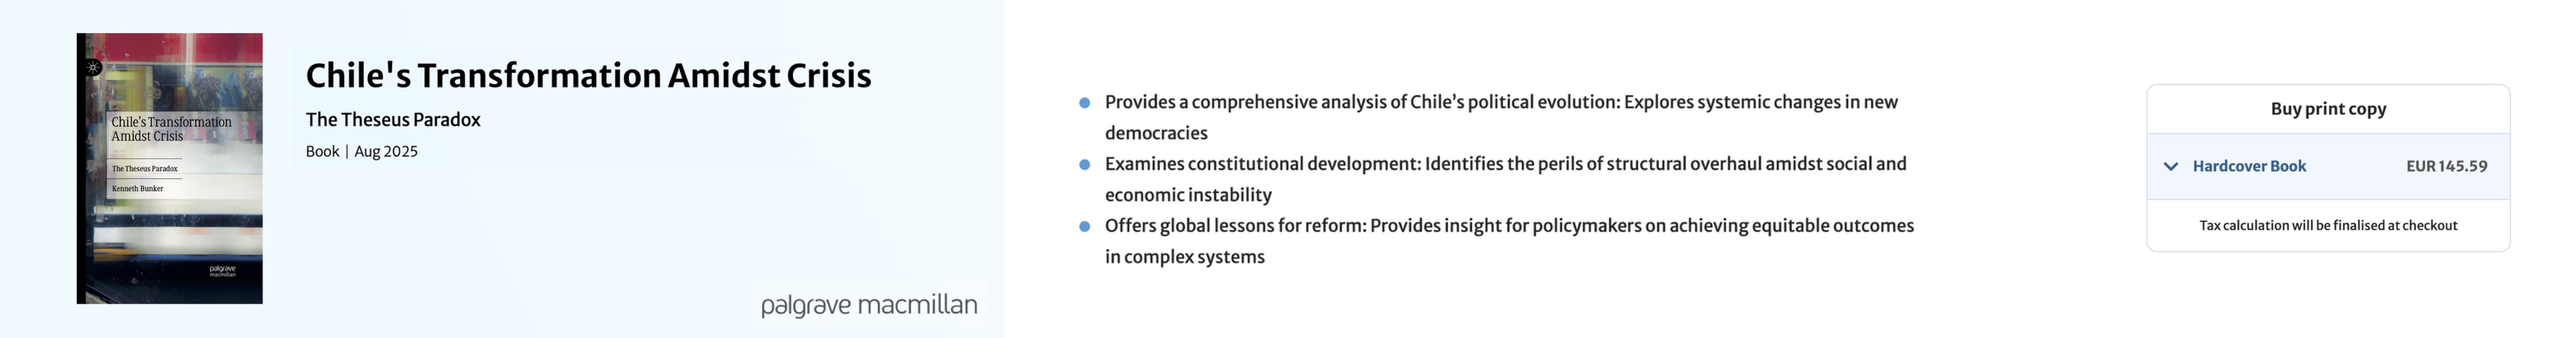 Chile's Transformation
Amidst Crisis
The Theseus Paradox
Kenneth Bunker
palgrave
macmillan
Chile's Transformation Amidst Crisis
The Theseus Paradox
Book | Aug 2025
palgrave macmillan
Provides a comprehensive analysis of Chile’s political evolution: Explores systemic changes in new
democracies
Examines constitutional development: Identifies the perils of structural overhaul amidst social and
economic instability
Offers global lessons for reform: Provides insight for policymakers on achieving equitable outcomes
in complex systems
Buy print copy
Hardcover Book EUR 145.59
Tax calculation will be finalised at checkout